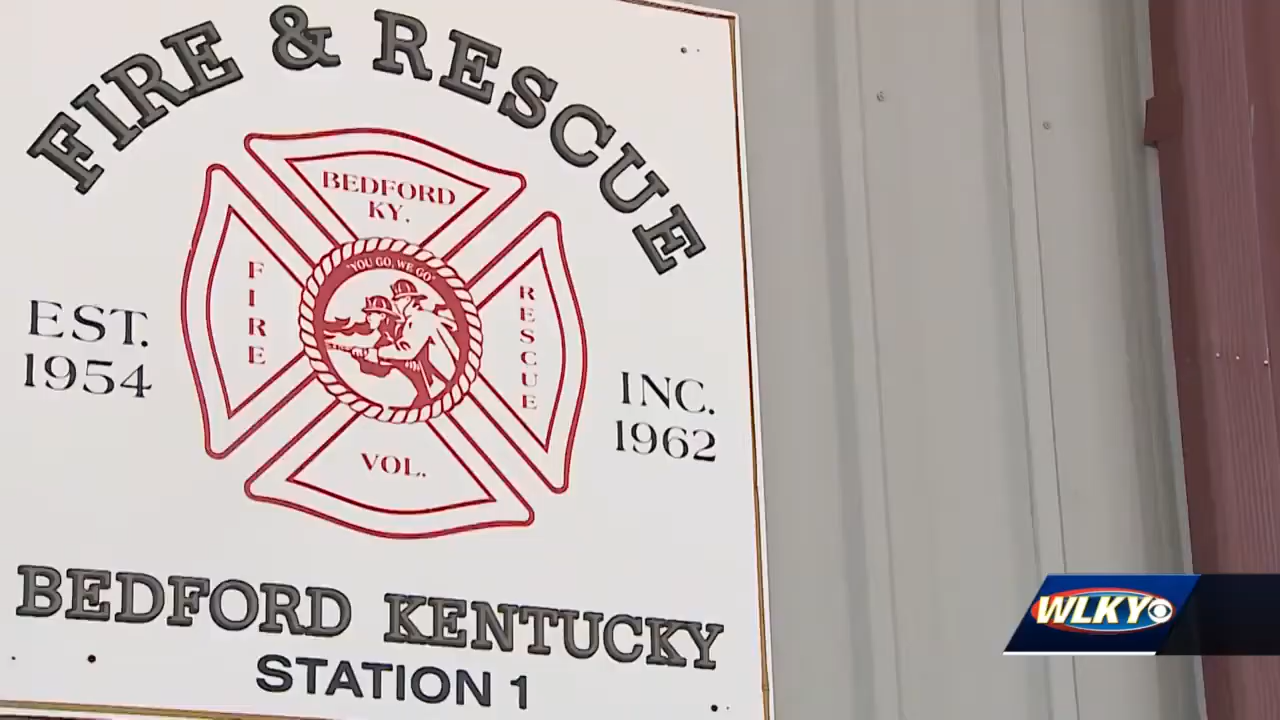 FIRE & RESCUE
BEDFORD
KY.
"YOU GO, WE GO"
FIRE
RESCUE
VOL.
EST.
1954
INC.
1962
BEDFORD KENTUCKY
STATION 1
WLKY